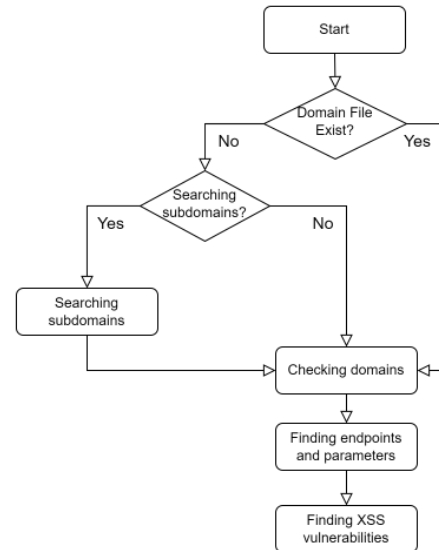 Start
Domain File
Exist?
No
Yes
Searching
subdomains?
Yes
No
Searching
subdomains
Checking domains
Finding endpoints
and parameters
Finding XSS
vulnerabilities